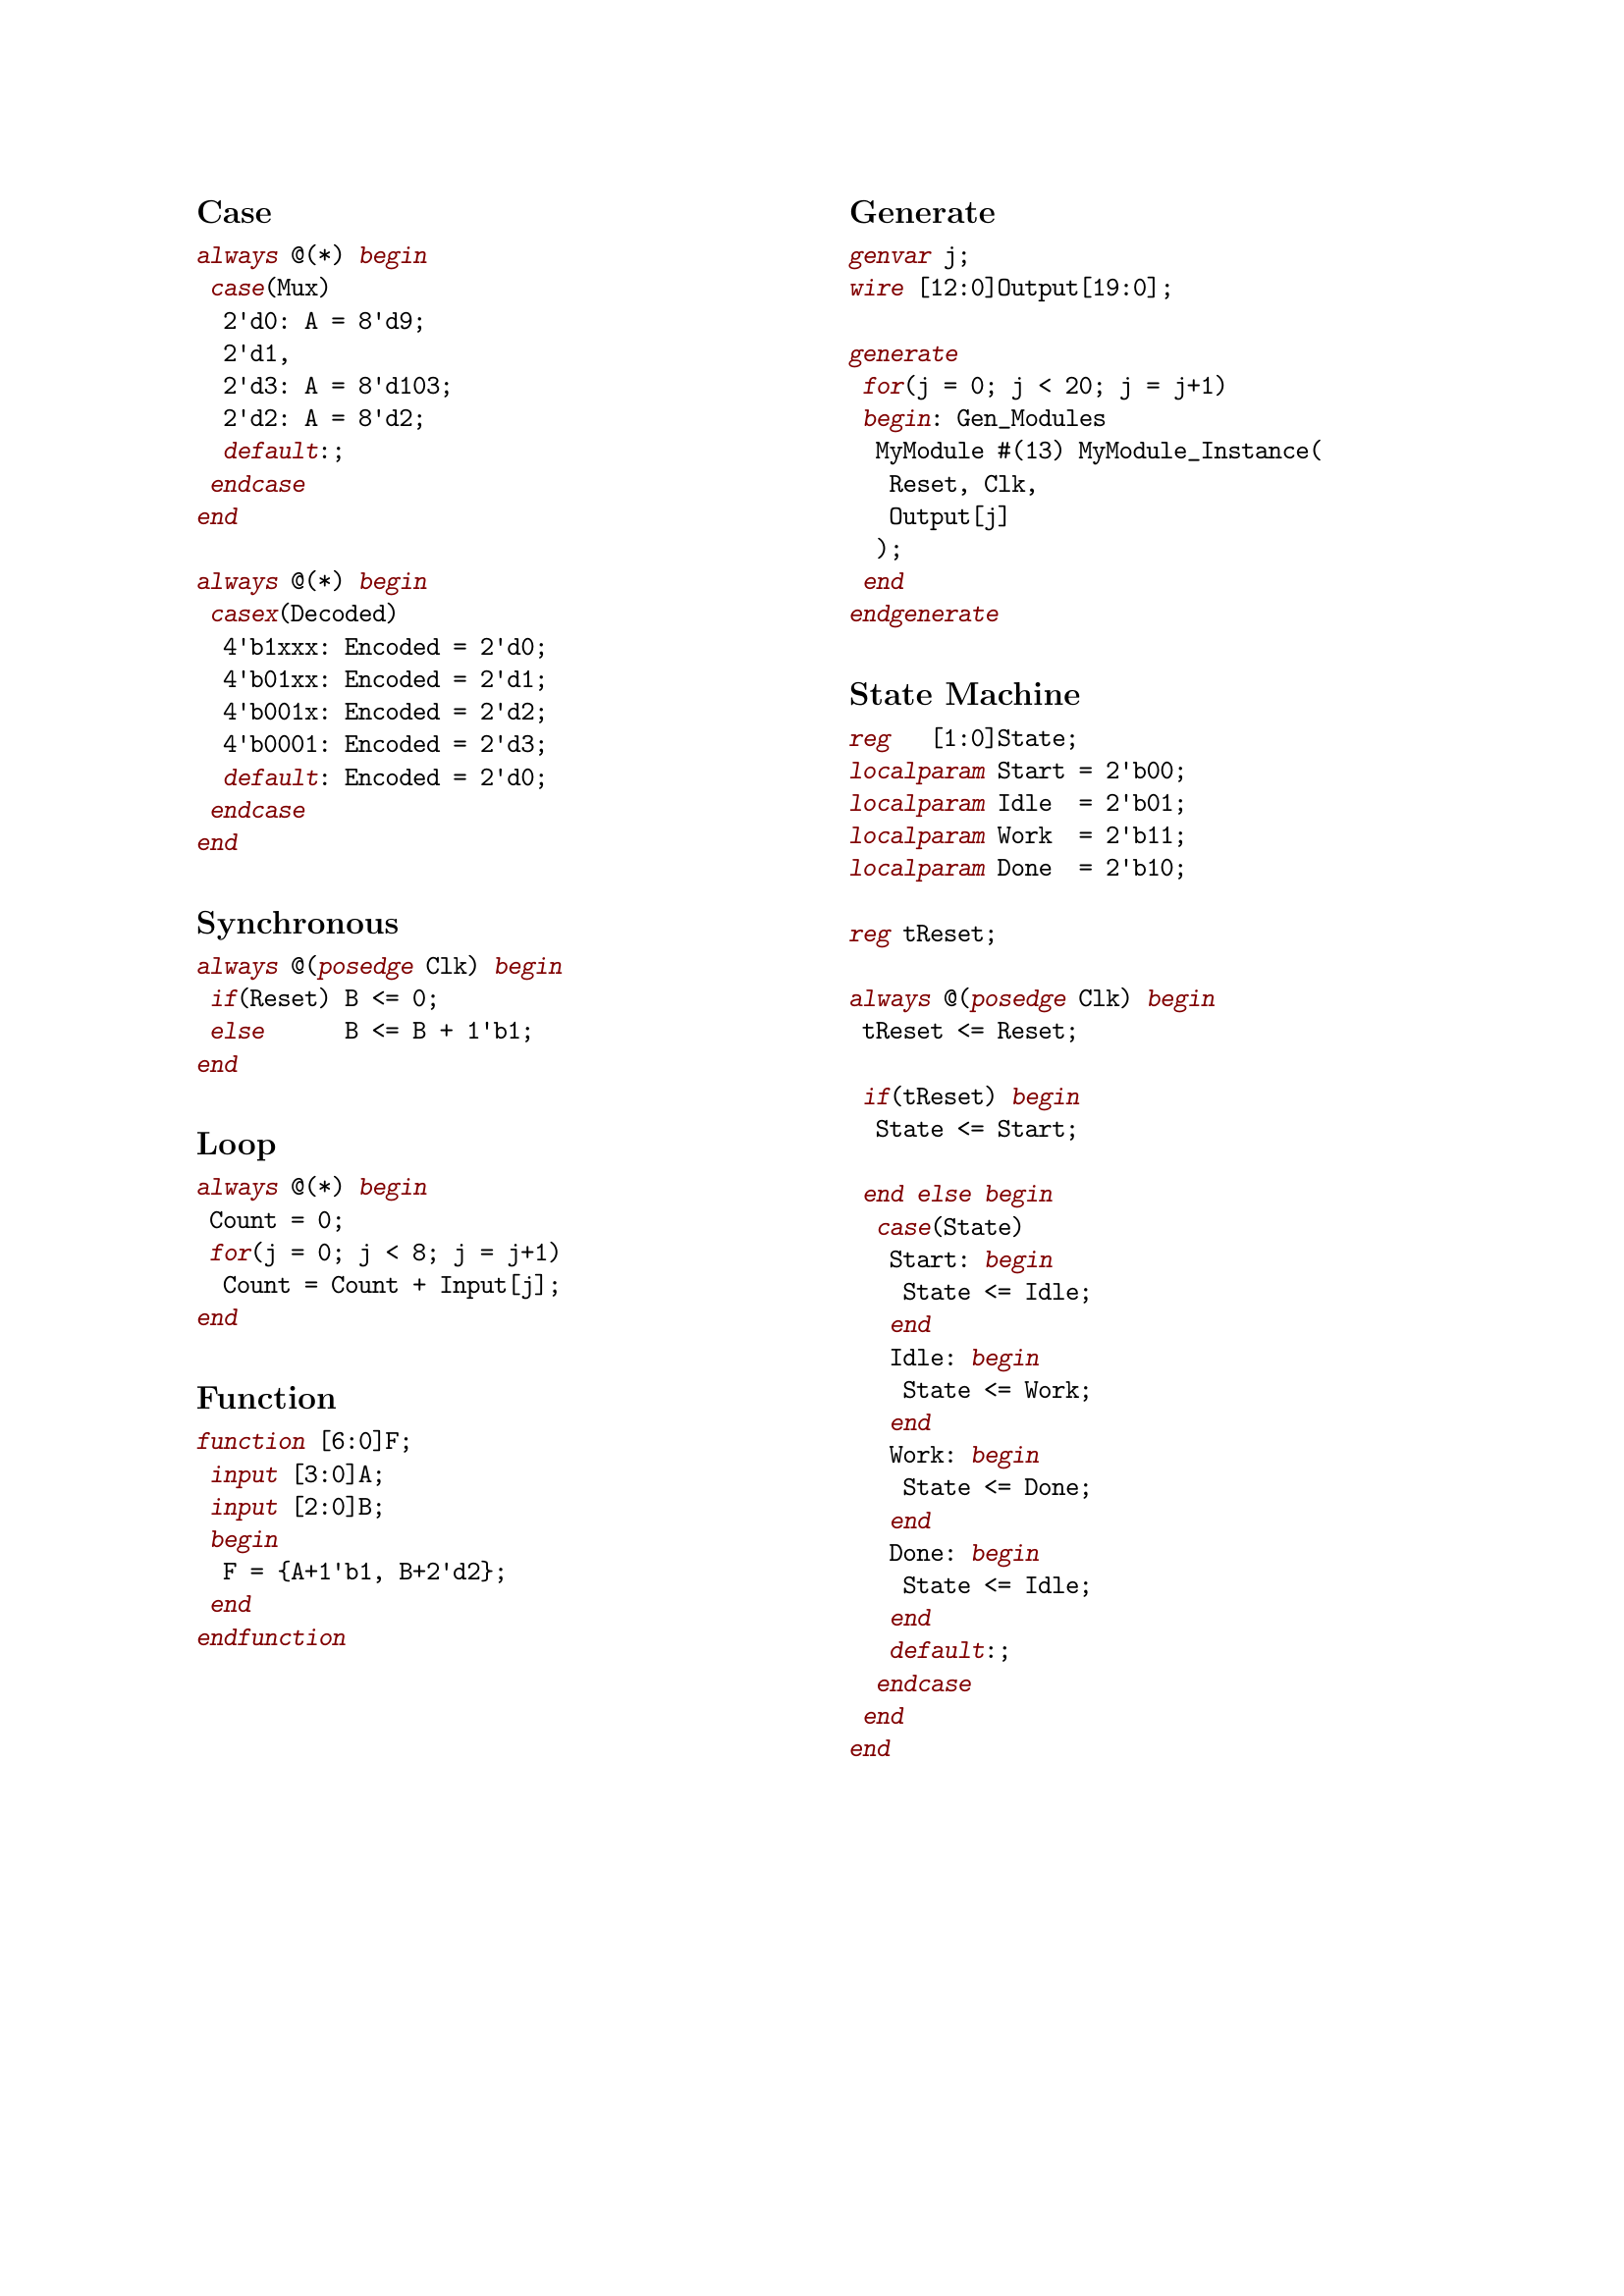 Case
always @(*) begin
 case(Mux)
  2'd0: A = 8'd9;
  2'd1,
  2'd3: A = 8'd103;
  2'd2: A = 8'd2;
  default:;
 endcase
end

always @(*) begin
 casex(Decoded)
  4'b1xxx: Encoded = 2'd0;
  4'b01xx: Encoded = 2'd1;
  4'b001x: Encoded = 2'd2;
  4'b0001: Encoded = 2'd3;
  default: Encoded = 2'd0;
 endcase
end

Synchronous
always @(posedge Clk) begin
 if(Reset) B <= 0;
 else      B <= B + 1'b1;
end

Loop
always @(*) begin
 Count = 0;
 for(j = 0; j < 8; j = j+1)
  Count = Count + Input[j];
end

Function
function [6:0]F;
 input [3:0]A;
 input [2:0]B;
 begin
  F = {A+1'b1, B+2'd2};
 end
endfunction

Generate
genvar j;
wire [12:0]Output[19:0];

generate
 for(j = 0; j < 20; j = j+1)
 begin: Gen_Modules
  MyModule #(13) MyModule_Instance(
   Reset, Clk,
   Output[j]
  );
 end
endgenerate

State Machine
reg   [1:0]State;
localparam Start = 2'b00;
localparam Idle  = 2'b01;
localparam Work  = 2'b11;
localparam Done  = 2'b10;

reg tReset;

always @(posedge Clk) begin
 tReset <= Reset;

 if(tReset) begin
  State <= Start;

 end else begin
  case(State)
   Start: begin
    State <= Idle;
   end
   Idle: begin
    State <= Work;
   end
   Work: begin
    State <= Done;
   end
   Done: begin
    State <= Idle;
   end
   default:;
  endcase
 end
end